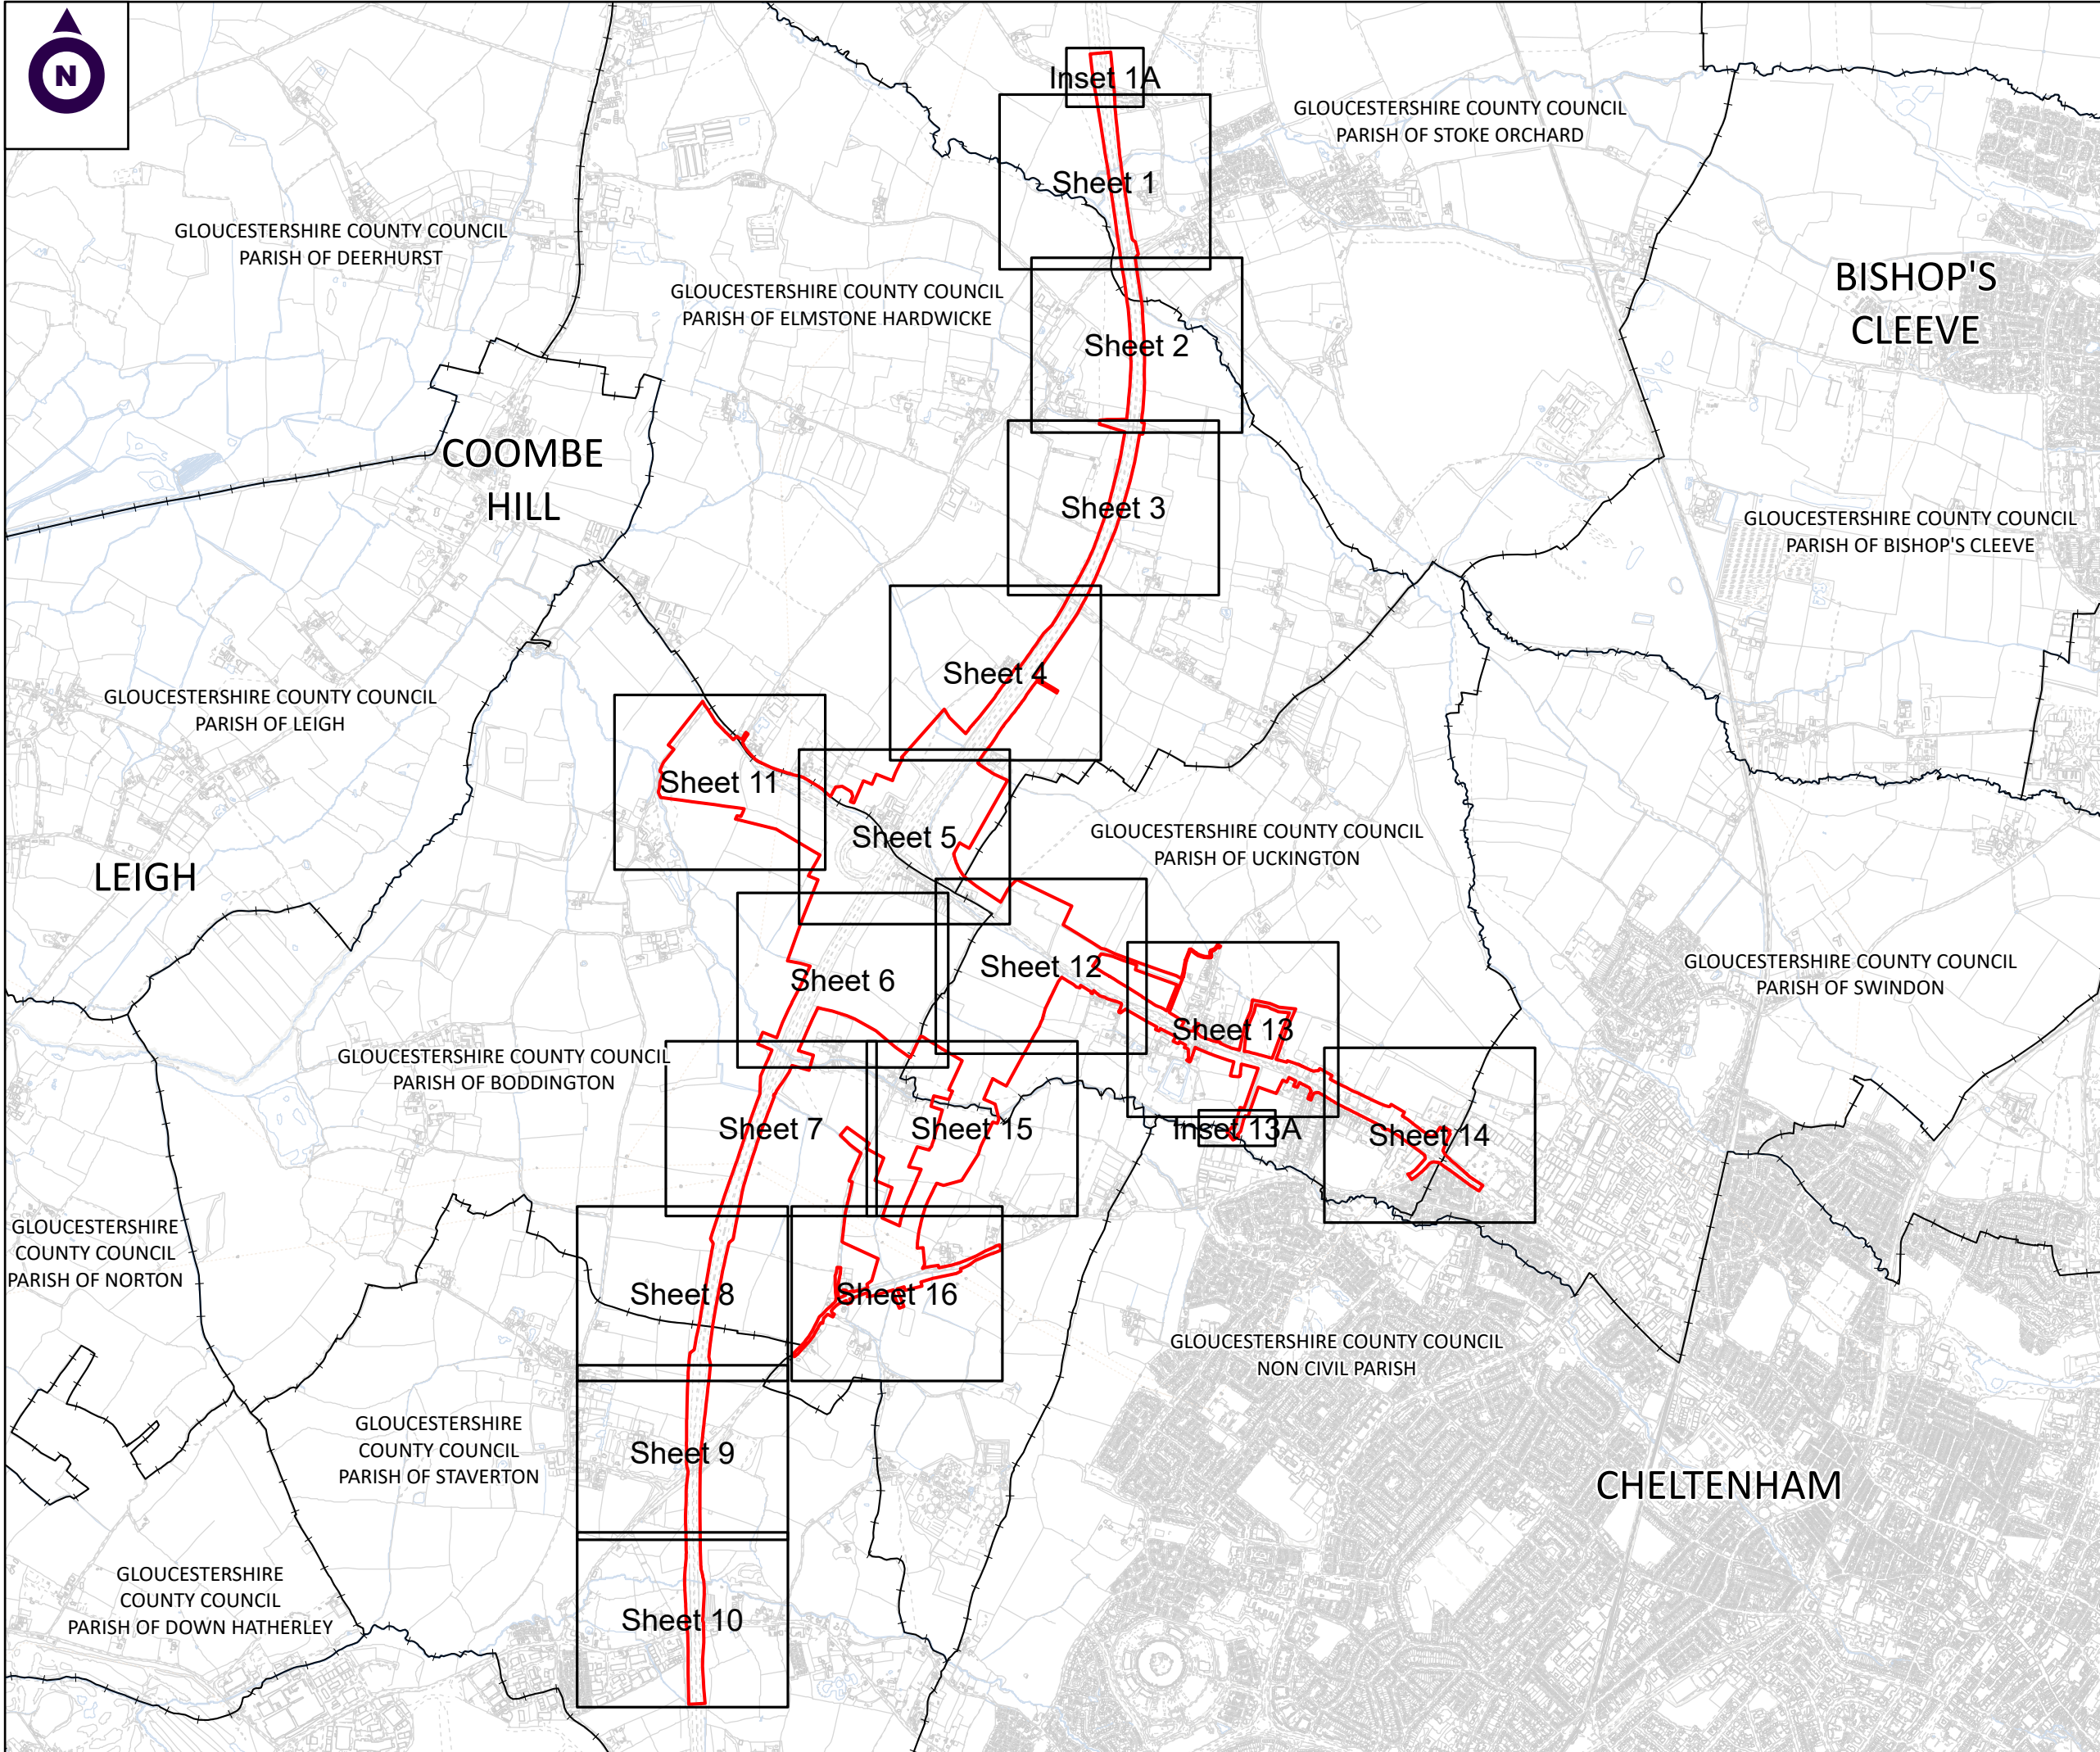 N
Inset 1A
GLOUCESTERSHIRE COUNTY COUNCIL
PARISH OF STOKE ORCHARD
Sheet 1
GLOUCESTERSHIRE COUNTY COUNCIL
PARISH OF DEERHURST
GLOUCESTERSHIRE COUNTY COUNCIL
PARISH OF ELMSTONE HARDWICKE
BISHOP'S
CLEEVE
Sheet 2
COOMBE
HILL
Sheet 3
GLOUCESTERSHIRE COUNTY COUNCIL
PARISH OF BISHOP'S CLEEVE
Sheet 4
GLOUCESTERSHIRE COUNTY COUNCIL
PARISH OF LEIGH
Sheet 11
Sheet 5
GLOUCESTERSHIRE COUNTY COUNCIL
PARISH OF UCKINGTON
LEIGH
Sheet 6
Sheet 12
GLOUCESTERSHIRE COUNTY COUNCIL
PARISH OF SWINDON
Sheet 13
GLOUCESTERSHIRE COUNTY COUNCIL
PARISH OF BODDINGTON
Sheet 7
Sheet 15
Inset 13A
Sheet 14
GLOUCESTERSHIRE
COUNTY COUNCIL
PARISH OF NORTON
Sheet 8
Sheet 16
GLOUCESTERSHIRE COUNTY COUNCIL
NON CIVIL PARISH
GLOUCESTERSHIRE
COUNTY COUNCIL
PARISH OF STAVERTON
Sheet 9
CHELTENHAM
GLOUCESTERSHIRE
COUNTY COUNCIL
PARISH OF DOWN HATHERLEY
Sheet 10